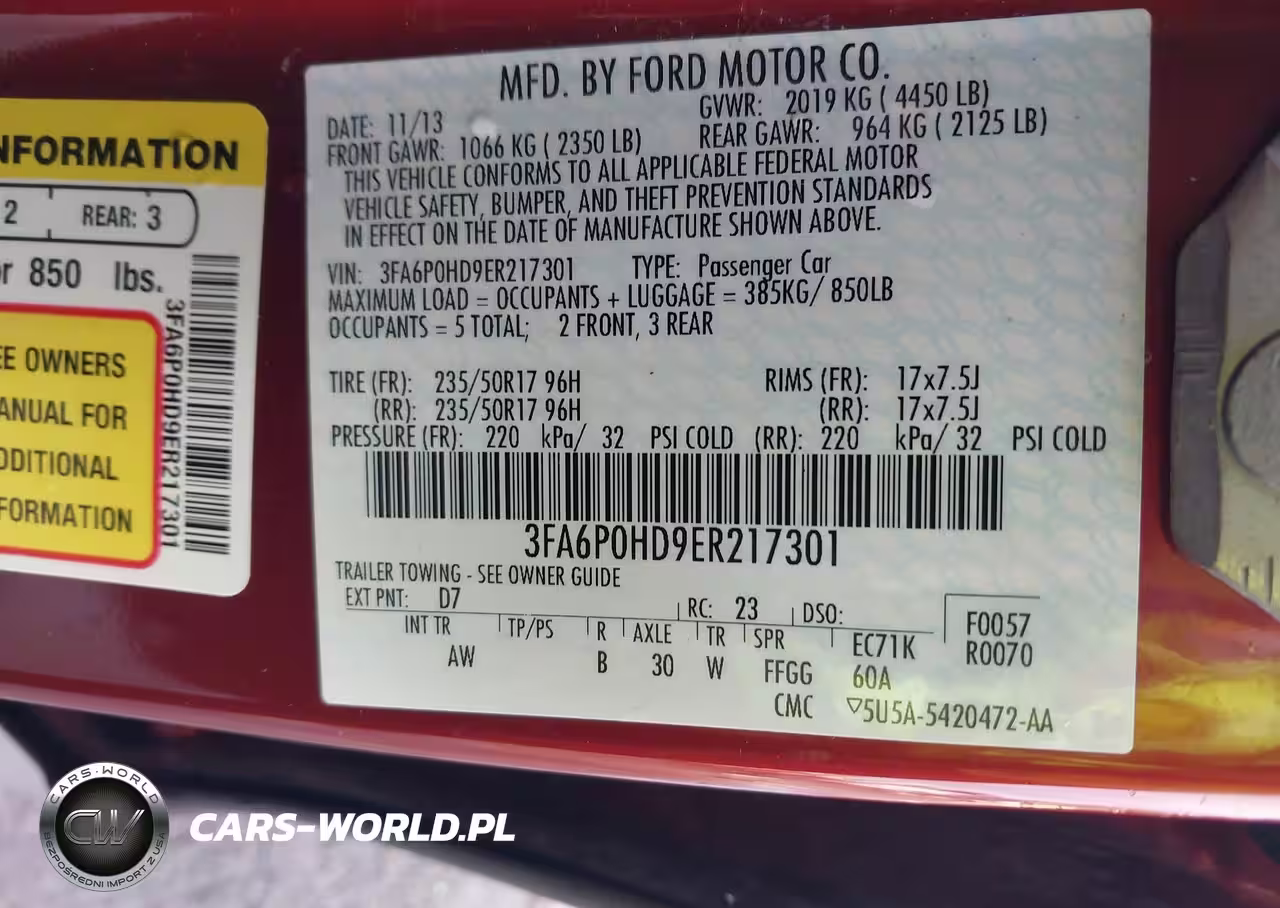 NFORMATION
2 REAR: 3
r 850 lbs.
EE OWNERS
ANUAL FOR
DDITIONAL
FORMATION
3FA6P0HD9ER217301
MFD. BY FORD MOTOR CO.
DATE: 11/13 GVWR: 2019 KG ( 4450 LB)
FRONT GAWR: 1066 KG ( 2350 LB) REAR GAWR: 964 KG ( 2125 LB)
THIS VEHICLE CONFORMS TO ALL APPLICABLE FEDERAL MOTOR
VEHICLE SAFETY, BUMPER, AND THEFT PREVENTION STANDARDS
IN EFFECT ON THE DATE OF MANUFACTURE SHOWN ABOVE.
VIN: 3FA6P0HD9ER217301 TYPE: Passenger Car
MAXIMUM LOAD = OCCUPANTS + LUGGAGE = 385KG/ 850LB
OCCUPANTS = 5 TOTAL; 2 FRONT, 3 REAR
TIRE (FR): 235/50R17 96H RIMS (FR): 17x7.5J
(RR): 235/50R17 96H (RR): 17x7.5J
PRESSURE (FR): 220 kPa/ 32 PSI COLD (RR): 220 kPa/ 32 PSI COLD
3FA6P0HD9ER217301
TRAILER TOWING - SEE OWNER GUIDE
EXT PNT: D7 RC: 23 DSO: F0057
INT TR TP/PS R AXLE TR SPR EC71K R0070
AW B 30 W FFGG 60A
CMC ▽5U5A-5420472-AA
CARS-WORLD
CW
BEZPOŚREDNI IMPORT Z USA
CARS-WORLD.PL